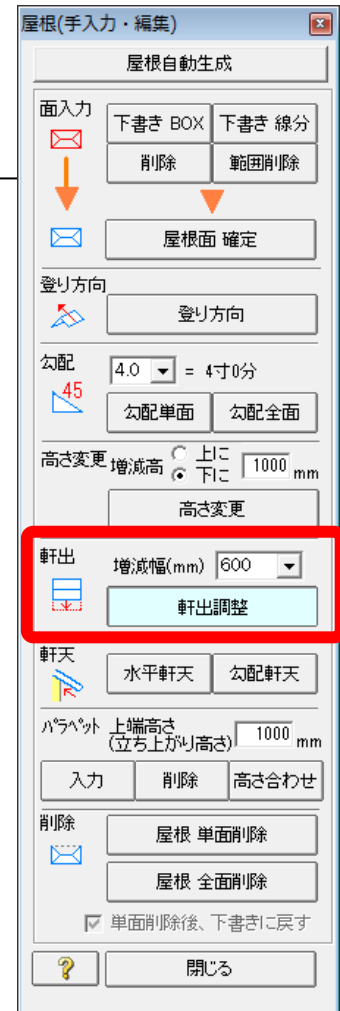 屋根(手入力・編集)
屋根自動生成
面入力
下書き BOX 下書き 線分
削除 範囲削除
屋根面 確定
登り方向
登り方向
勾配
4.0 = 4寸0分
45
勾配単面 勾配全面
高さ変更 増減高 上に 下に 1000 mm
高さ変更
軒出 増減幅(mm) 600
軒出調整
軒天
水平軒天 勾配軒天
パラペット 上端高さ
(立ち上がり高さ) 1000 mm
入力 削除 高さ合わせ
削除
屋根 単面削除
屋根 全面削除
単面削除後、下書きに戻す
? 閉じる